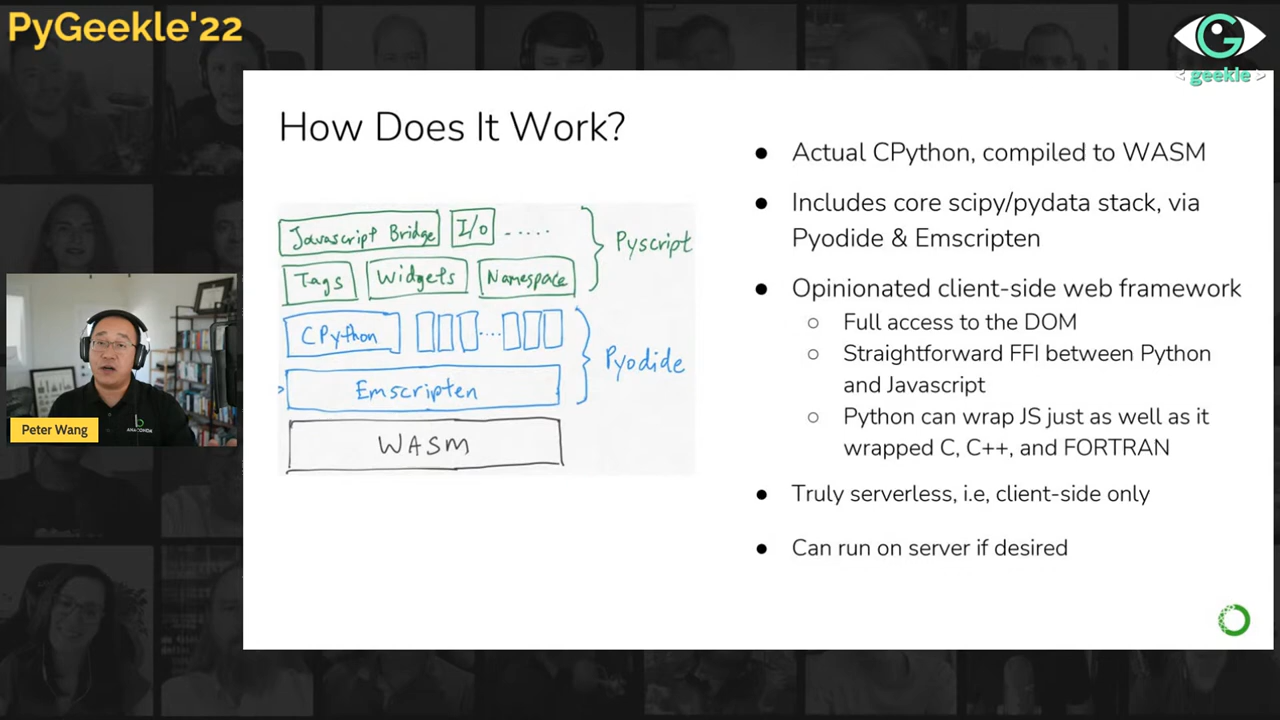 PyGeekle'22
geekle
How Does It Work?
Javascript Bridge I/o .....
Tags Widgets Namespace
Pyscript
CPython ....
Emscripten
Pyodide
WASM
● Actual CPython, compiled to WASM
● Includes core scipy/pydata stack, via
Pyodide & Emscripten
● Opinionated client-side web framework
○ Full access to the DOM
○ Straightforward FFI between Python
and Javascript
○ Python can wrap JS just as well as it
wrapped C, C++, and FORTRAN
● Truly serverless, i.e, client-side only
● Can run on server if desired
Peter Wang
ANACONDA